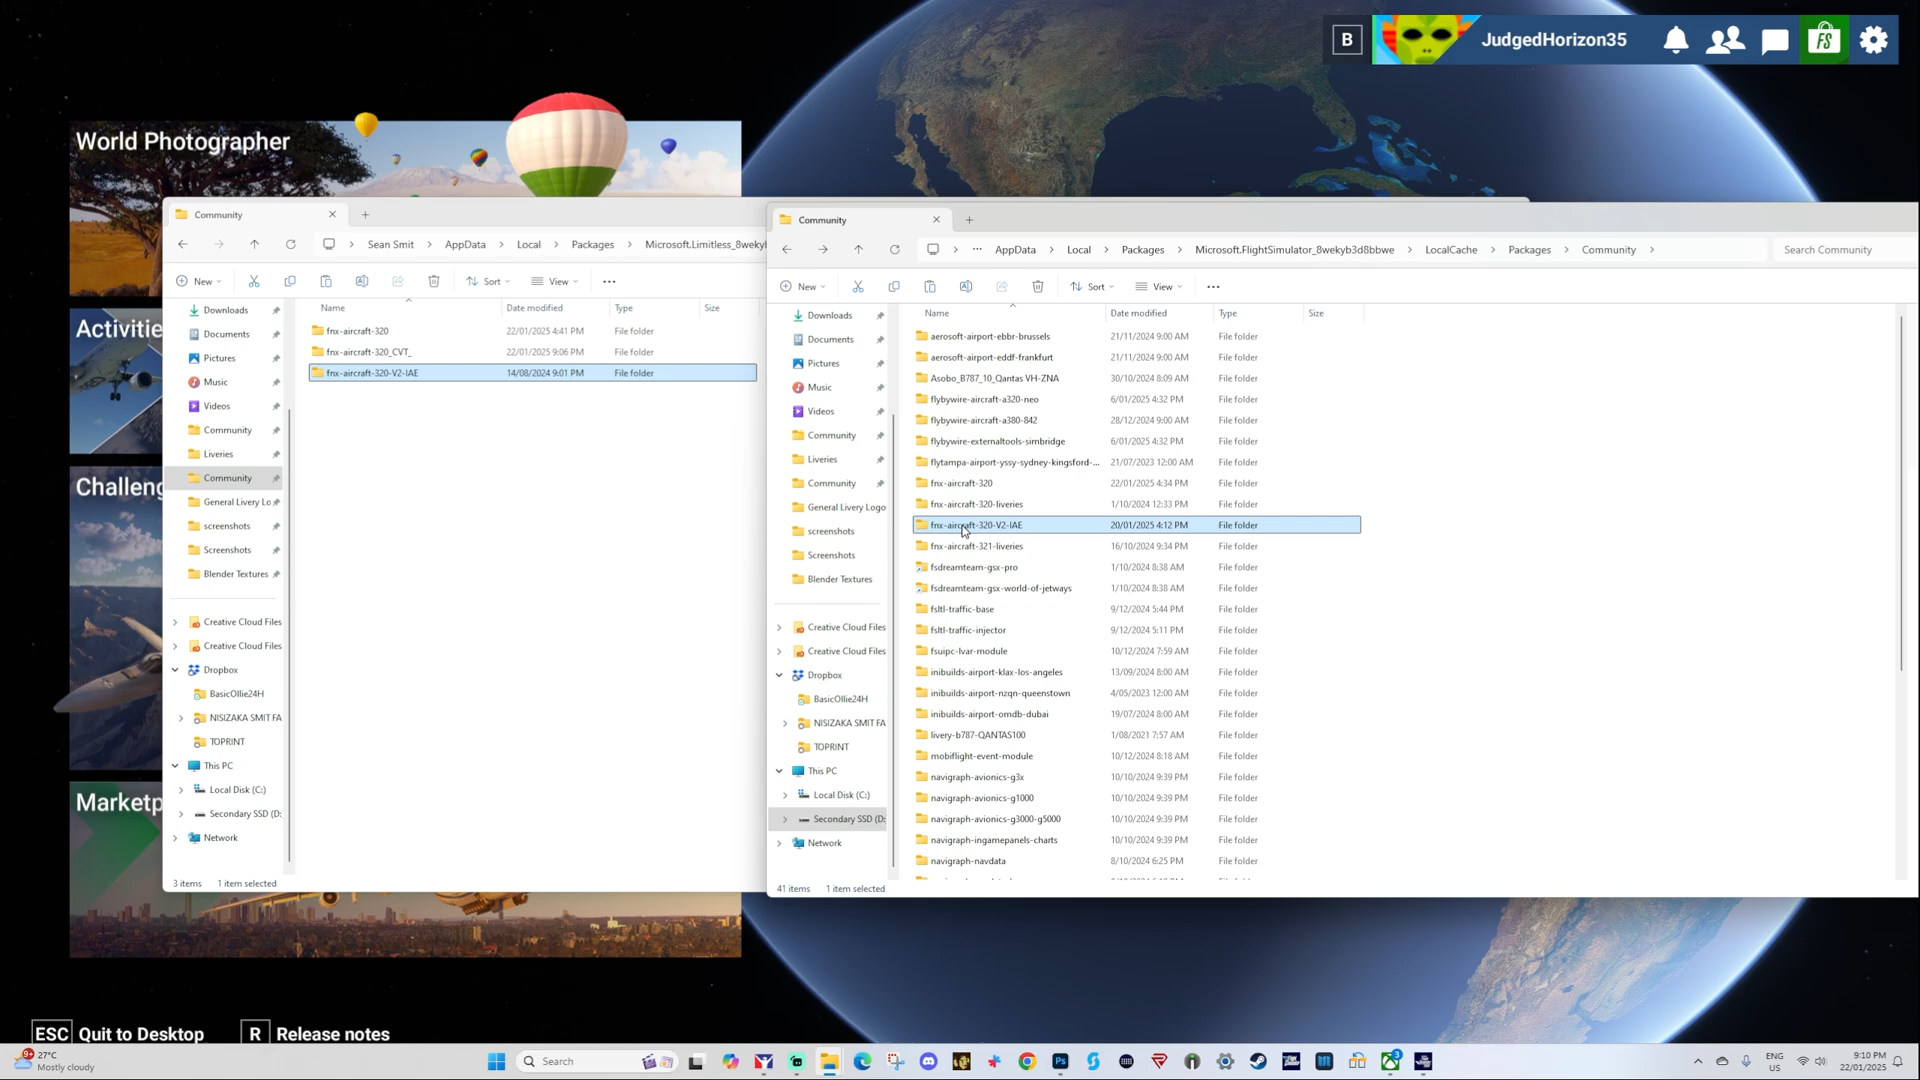 B
JudgedHorizon35
FS
World Photographer
Activitie
Challeng
Marketp
Community
Sean Smit
AppData
Local
Packages
Microsoft.Limitless_8wekyb
New
Sort
View
Name
Date modified
Type
Size
Downloads
Documents
Pictures
Music
Videos
Community
Liveries
Community
General Livery Lo
screenshots
Screenshots
Blender Textures
Creative Cloud Files
Creative Cloud Files
Dropbox
BasicOllie24H
NISIZAKA SMIT FA
TOPRINT
This PC
Local Disk (C:)
Secondary SSD (D:
Network
fnx-aircraft-320 22/01/2025 4:41 PM File folder
fnx-aircraft-320_CVT_ 22/01/2025 9:06 PM File folder
fnx-aircraft-320-V2-IAE 14/08/2024 9:01 PM File folder
3 items 1 item selected
Community
AppData
Local
Packages
Microsoft.FlightSimulator_8wekyb3d8bbwe
LocalCache
Packages
Community
Search Community
New
Sort
View
Name
Date modified
Type
Size
Downloads
Documents
Pictures
Music
Videos
Community
Liveries
Community
General Livery Logo
screenshots
Screenshots
Blender Textures
Creative Cloud Files
Creative Cloud Files
Dropbox
BasicOllie24H
NISIZAKA SMIT FA
TOPRINT
This PC
Local Disk (C:)
Secondary SSD (D:
Network
aerosoft-airport-ebbr-brussels 21/11/2024 9:00 AM File folder
aerosoft-airport-eddf-frankfurt 21/11/2024 9:00 AM File folder
Asobo_B787_10_Qantas VH-ZNA 30/10/2024 8:09 AM File folder
flybywire-aircraft-a320-neo 6/01/2025 4:32 PM File folder
flybywire-aircraft-a380-842 28/12/2024 9:00 AM File folder
flybywire-externaltools-simbridge 6/01/2025 4:32 PM File folder
flytampa-airport-yssy-sydney-kingsford-... 21/07/2023 12:00 AM File folder
fnx-aircraft-320 22/01/2025 4:34 PM File folder
fnx-aircraft-320-liveries 1/10/2024 12:33 PM File folder
fnx-aircraft-320-V2-IAE 20/01/2025 4:12 PM File folder
fnx-aircraft-321-liveries 16/10/2024 9:34 PM File folder
fsdreamteam-gsx-pro 1/10/2024 8:38 AM File folder
fsdreamteam-gsx-world-of-jetways 1/10/2024 8:38 AM File folder
fsltl-traffic-base 9/12/2024 5:44 PM File folder
fsltl-traffic-injector 9/12/2024 5:11 PM File folder
fsuipc-lvar-module 10/12/2024 7:59 AM File folder
inibuilds-airport-klax-los-angeles 13/09/2024 8:00 AM File folder
inibuilds-airport-nzqn-queenstown 4/05/2023 12:00 AM File folder
inibuilds-airport-omdb-dubai 19/07/2024 8:00 AM File folder
livery-b787-QANTAS100 1/08/2021 7:57 AM File folder
mobiflight-event-module 10/12/2024 8:18 AM File folder
navigraph-avionics-g3x 10/10/2024 9:39 PM File folder
navigraph-avionics-g1000 10/10/2024 9:39 PM File folder
navigraph-avionics-g3000-g5000 10/10/2024 9:39 PM File folder
navigraph-ingamepanels-charts 10/10/2024 9:39 PM File folder
navigraph-navdata 8/10/2024 6:25 PM File folder
41 items 1 item selected
ESC Quit to Desktop
R Release notes
27°C
Mostly cloudy
Search
ENG
US
9:10 PM
22/01/2025